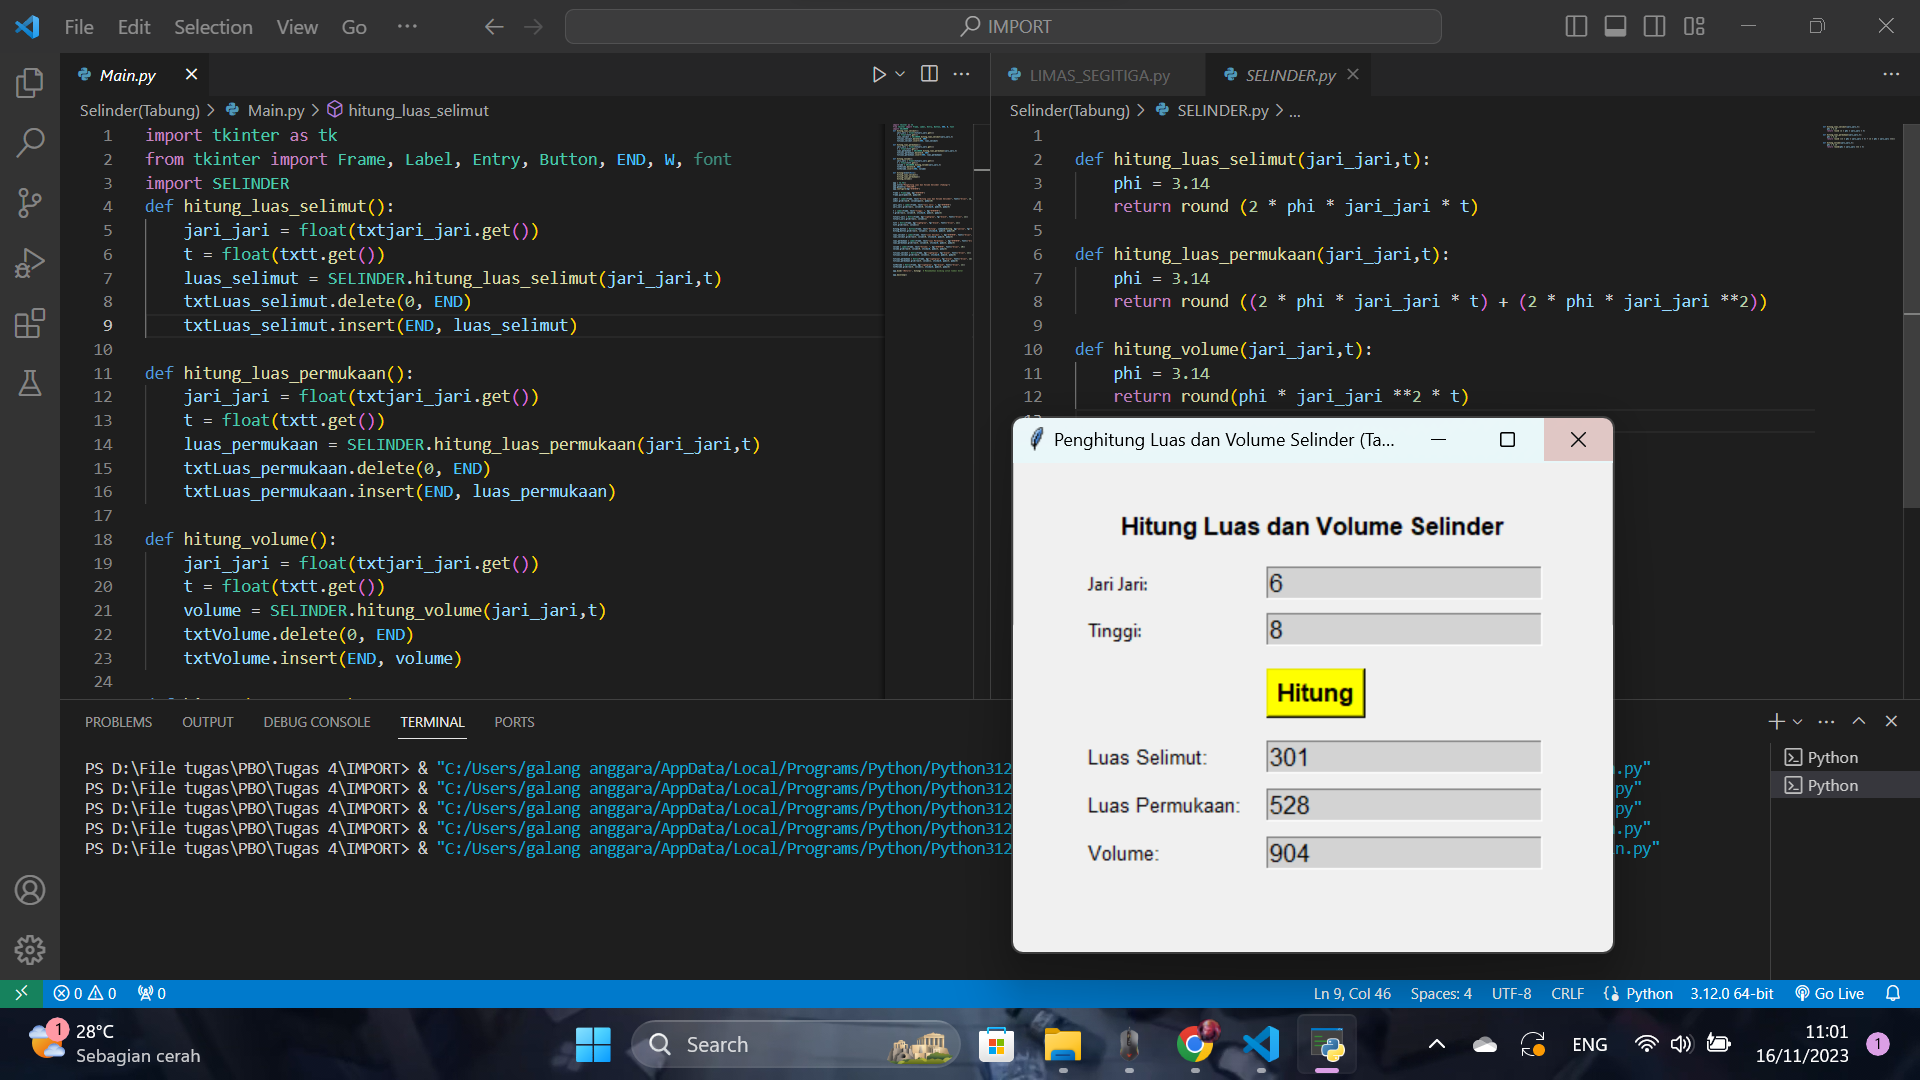 File Edit Selection View Go ... IMPORT
Main.py
Selinder(Tabung) > Main.py > hitung_luas_selimut
1 import tkinter as tk
2 from tkinter import Frame, Label, Entry, Button, END, W, font
3 import SELINDER
4 def hitung_luas_selimut():
5 jari_jari = float(txtjari_jari.get())
6 t = float(txtt.get())
7 luas_selimut = SELINDER.hitung_luas_selimut(jari_jari,t)
8 txtLuas_selimut.delete(0, END)
9 txtLuas_selimut.insert(END, luas_selimut)
10
11 def hitung_luas_permukaan():
12 jari_jari = float(txtjari_jari.get())
13 t = float(txtt.get())
14 luas_permukaan = SELINDER.hitung_luas_permukaan(jari_jari,t)
15 txtLuas_permukaan.delete(0, END)
16 txtLuas_permukaan.insert(END, luas_permukaan)
17
18 def hitung_volume():
19 jari_jari = float(txtjari_jari.get())
20 t = float(txtt.get())
21 volume = SELINDER.hitung_volume(jari_jari,t)
22 txtVolume.delete(0, END)
23 txtVolume.insert(END, volume)
24
LIMAS_SEGITIGA.py SELINDER.py
Selinder(Tabung) > SELINDER.py > ...
1
2 def hitung_luas_selimut(jari_jari,t):
3 phi = 3.14
4 return round (2 * phi * jari_jari * t)
5
6 def hitung_luas_permukaan(jari_jari,t):
7 phi = 3.14
8 return round ((2 * phi * jari_jari * t) + (2 * phi * jari_jari **2))
9
10 def hitung_volume(jari_jari,t):
11 phi = 3.14
12 return round(phi * jari_jari **2 * t)
Penghitung Luas dan Volume Selinder (Ta...
Hitung Luas dan Volume Selinder
Jari Jari: 6
Tinggi: 8
Hitung
Luas Selimut: 301
Luas Permukaan: 528
Volume: 904
PROBLEMS OUTPUT DEBUG CONSOLE TERMINAL PORTS
PS D:\File tugas\PBO\Tugas 4\IMPORT> & "C:/Users/galang anggara/AppData/Local/Programs/Python/Python312 .py"
PS D:\File tugas\PBO\Tugas 4\IMPORT> & "C:/Users/galang anggara/AppData/Local/Programs/Python/Python312 py"
PS D:\File tugas\PBO\Tugas 4\IMPORT> & "C:/Users/galang anggara/AppData/Local/Programs/Python/Python312 py"
PS D:\File tugas\PBO\Tugas 4\IMPORT> & "C:/Users/galang anggara/AppData/Local/Programs/Python/Python312 .py"
PS D:\File tugas\PBO\Tugas 4\IMPORT> & "C:/Users/galang anggara/AppData/Local/Programs/Python/Python312 n.py"
Python
Python
0 0 0 Ln 9, Col 46 Spaces: 4 UTF-8 CRLF Python 3.12.0 64-bit Go Live
1 28°C
Sebagian cerah
Search
ENG
11:01
16/11/2023
1